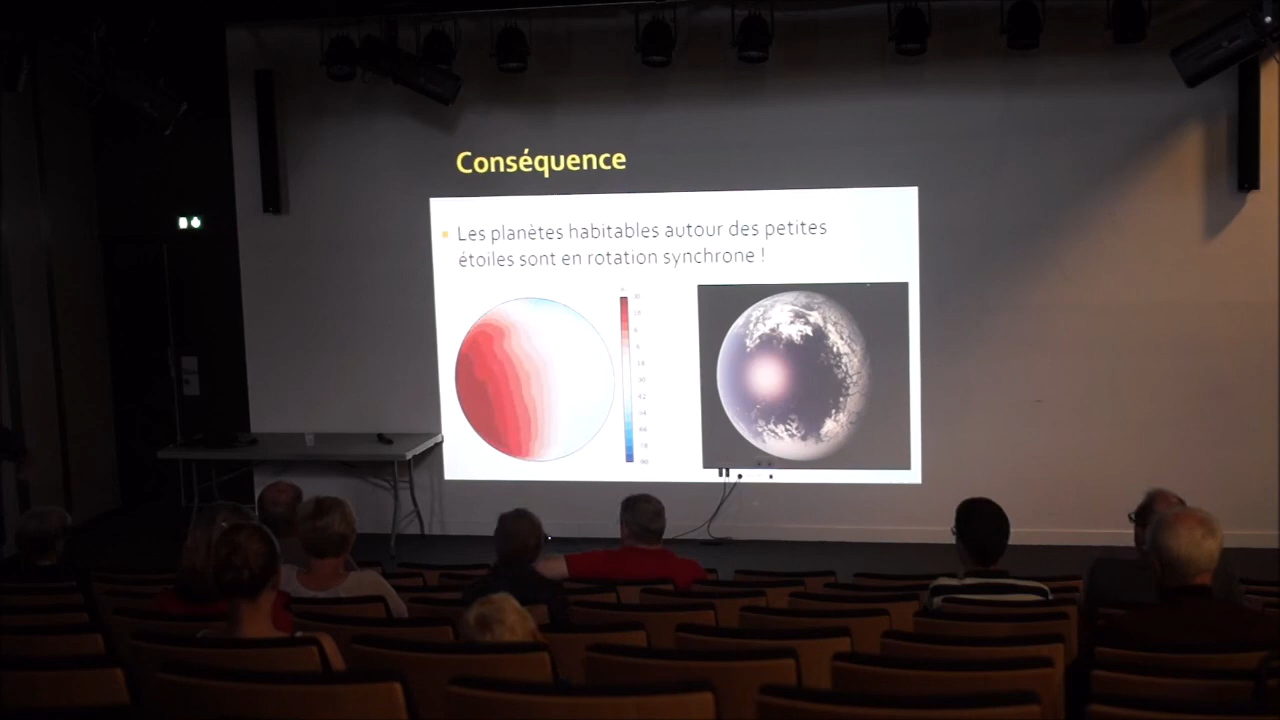 Conséquence
Les planètes habitables autour des petites
étoiles sont en rotation synchrone !